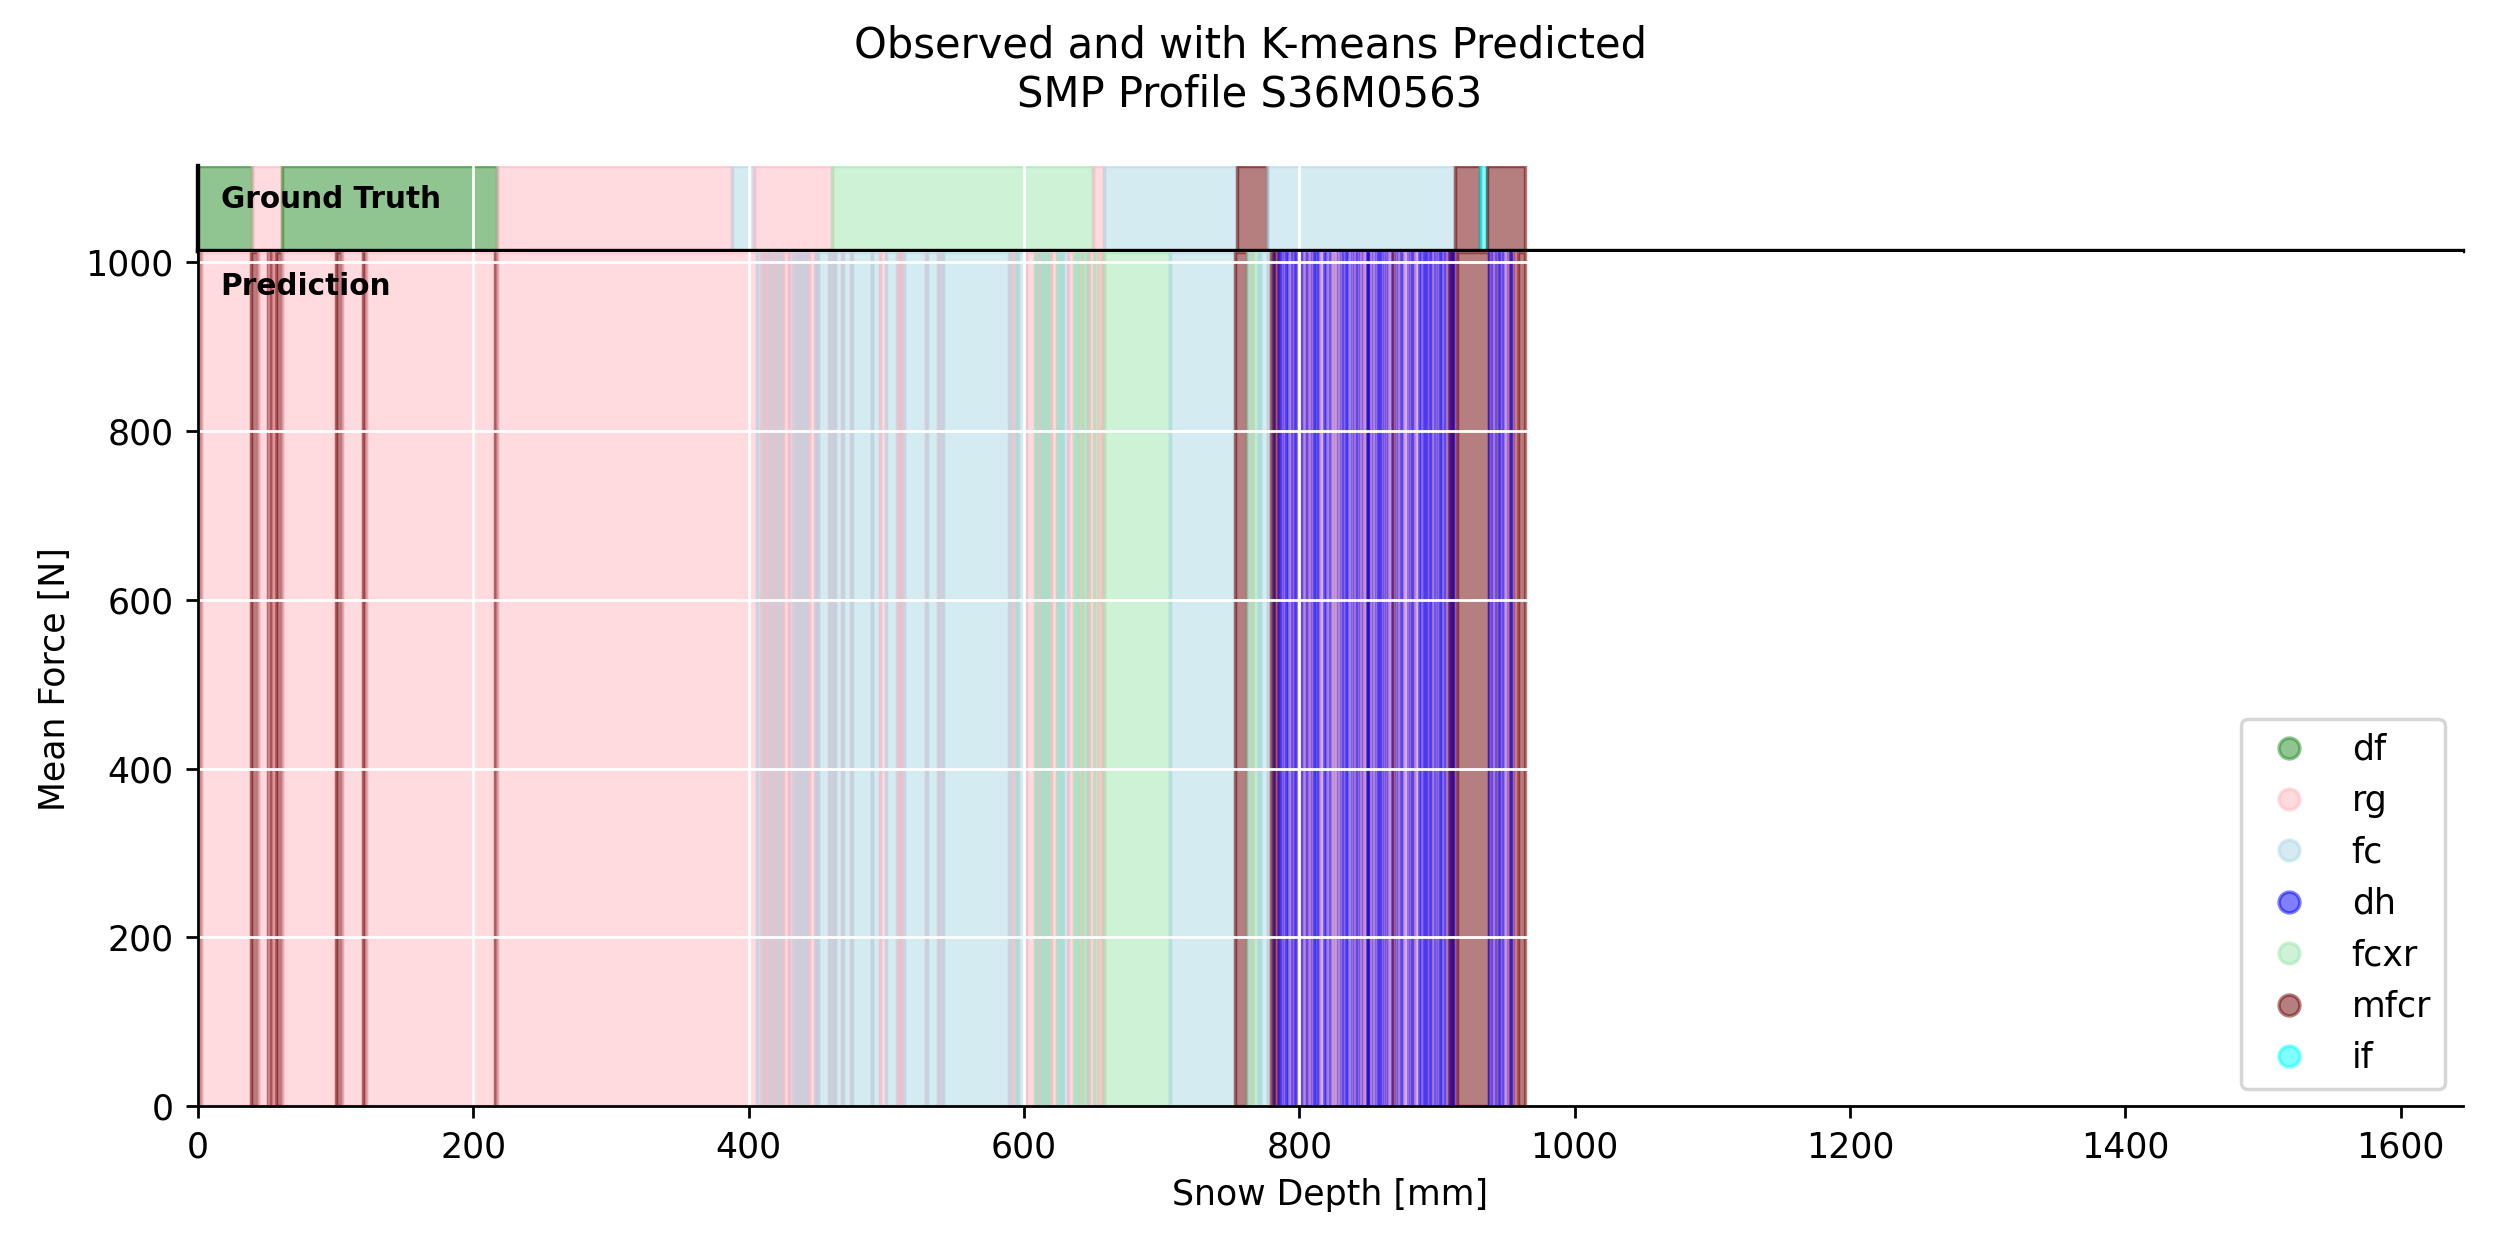 Observed and with K-means Predicted
SMP Profile S36M0563
Ground Truth
Prediction
1000
800
600
400
200
0
Mean Force [N]
0 200 400 600 800 1000 1200 1400 1600
Snow Depth [mm]
df
rg
fc
dh
fcxr
mfcr
if